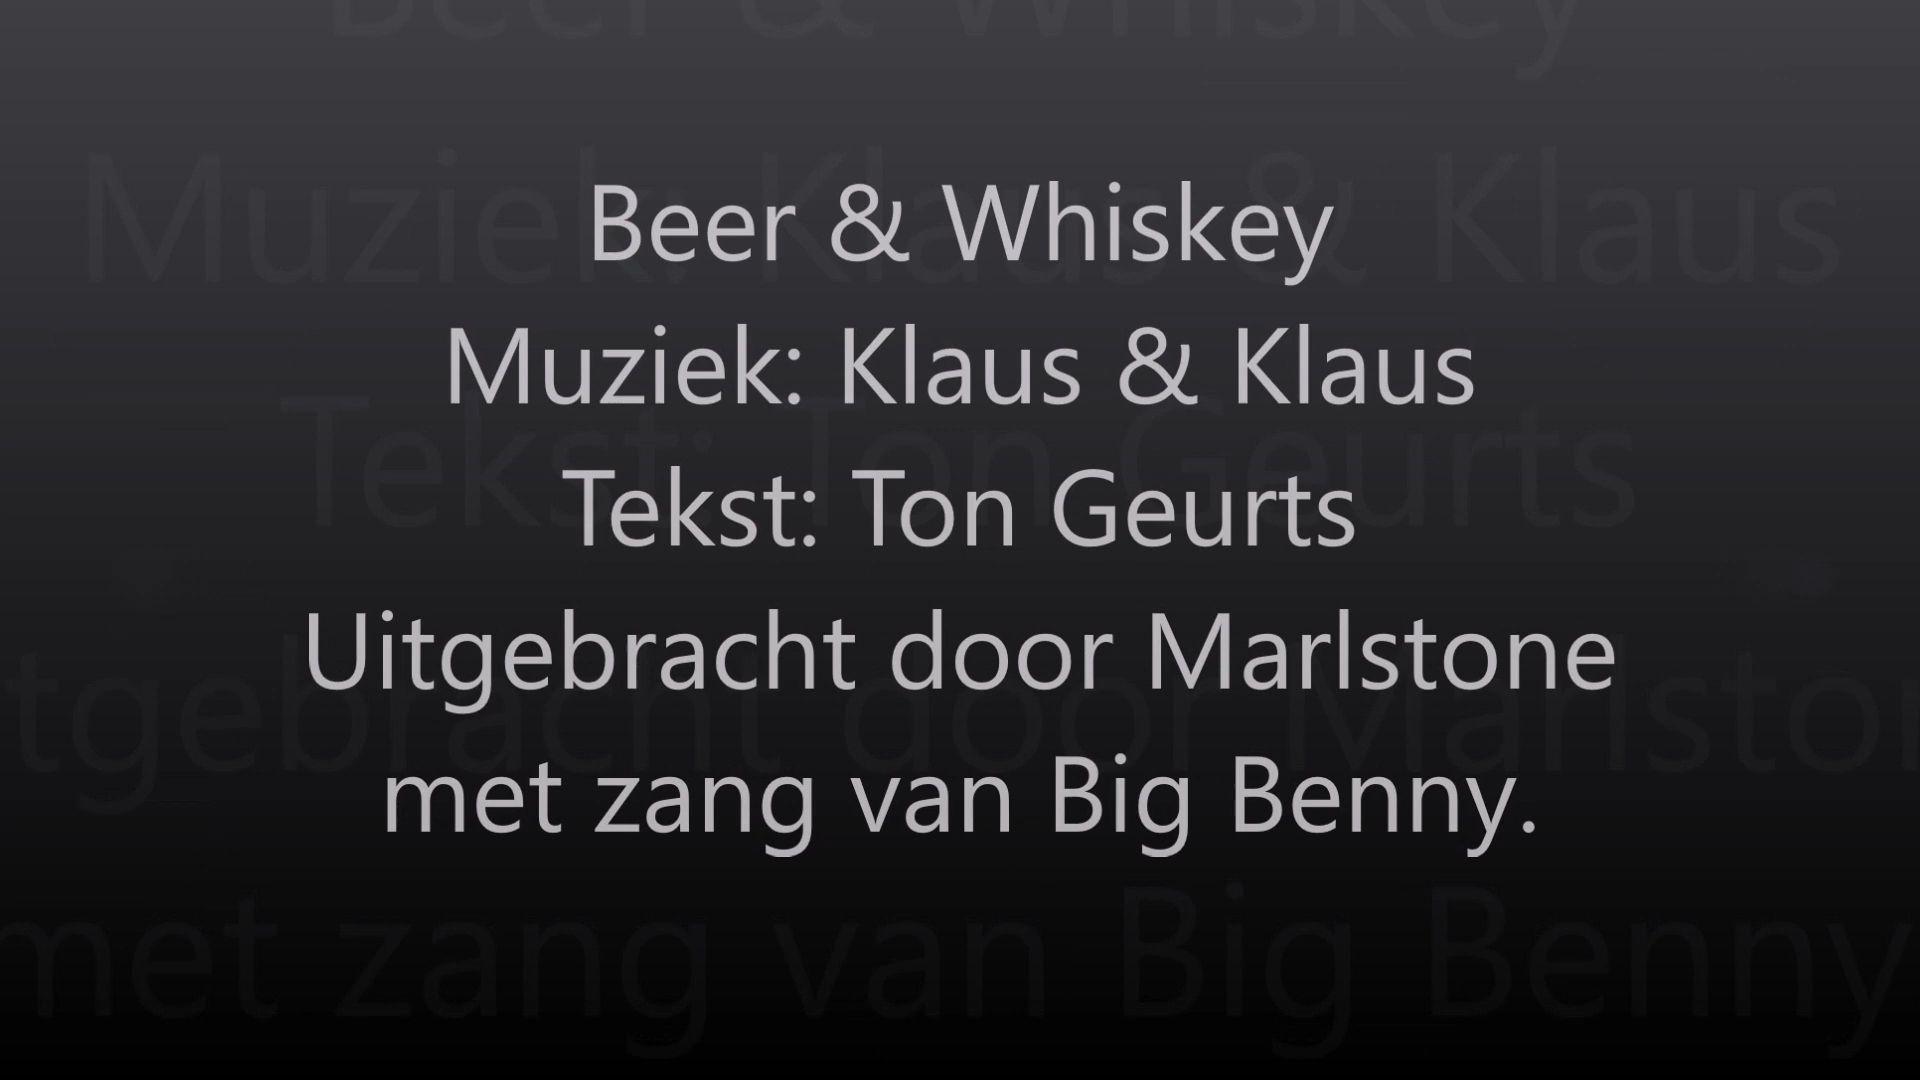 Beer & Whiskey
Muziek: Klaus & Klaus
Tekst: Ton Geurts
Uitgebracht door Marlstone
met zang van Big Benny.